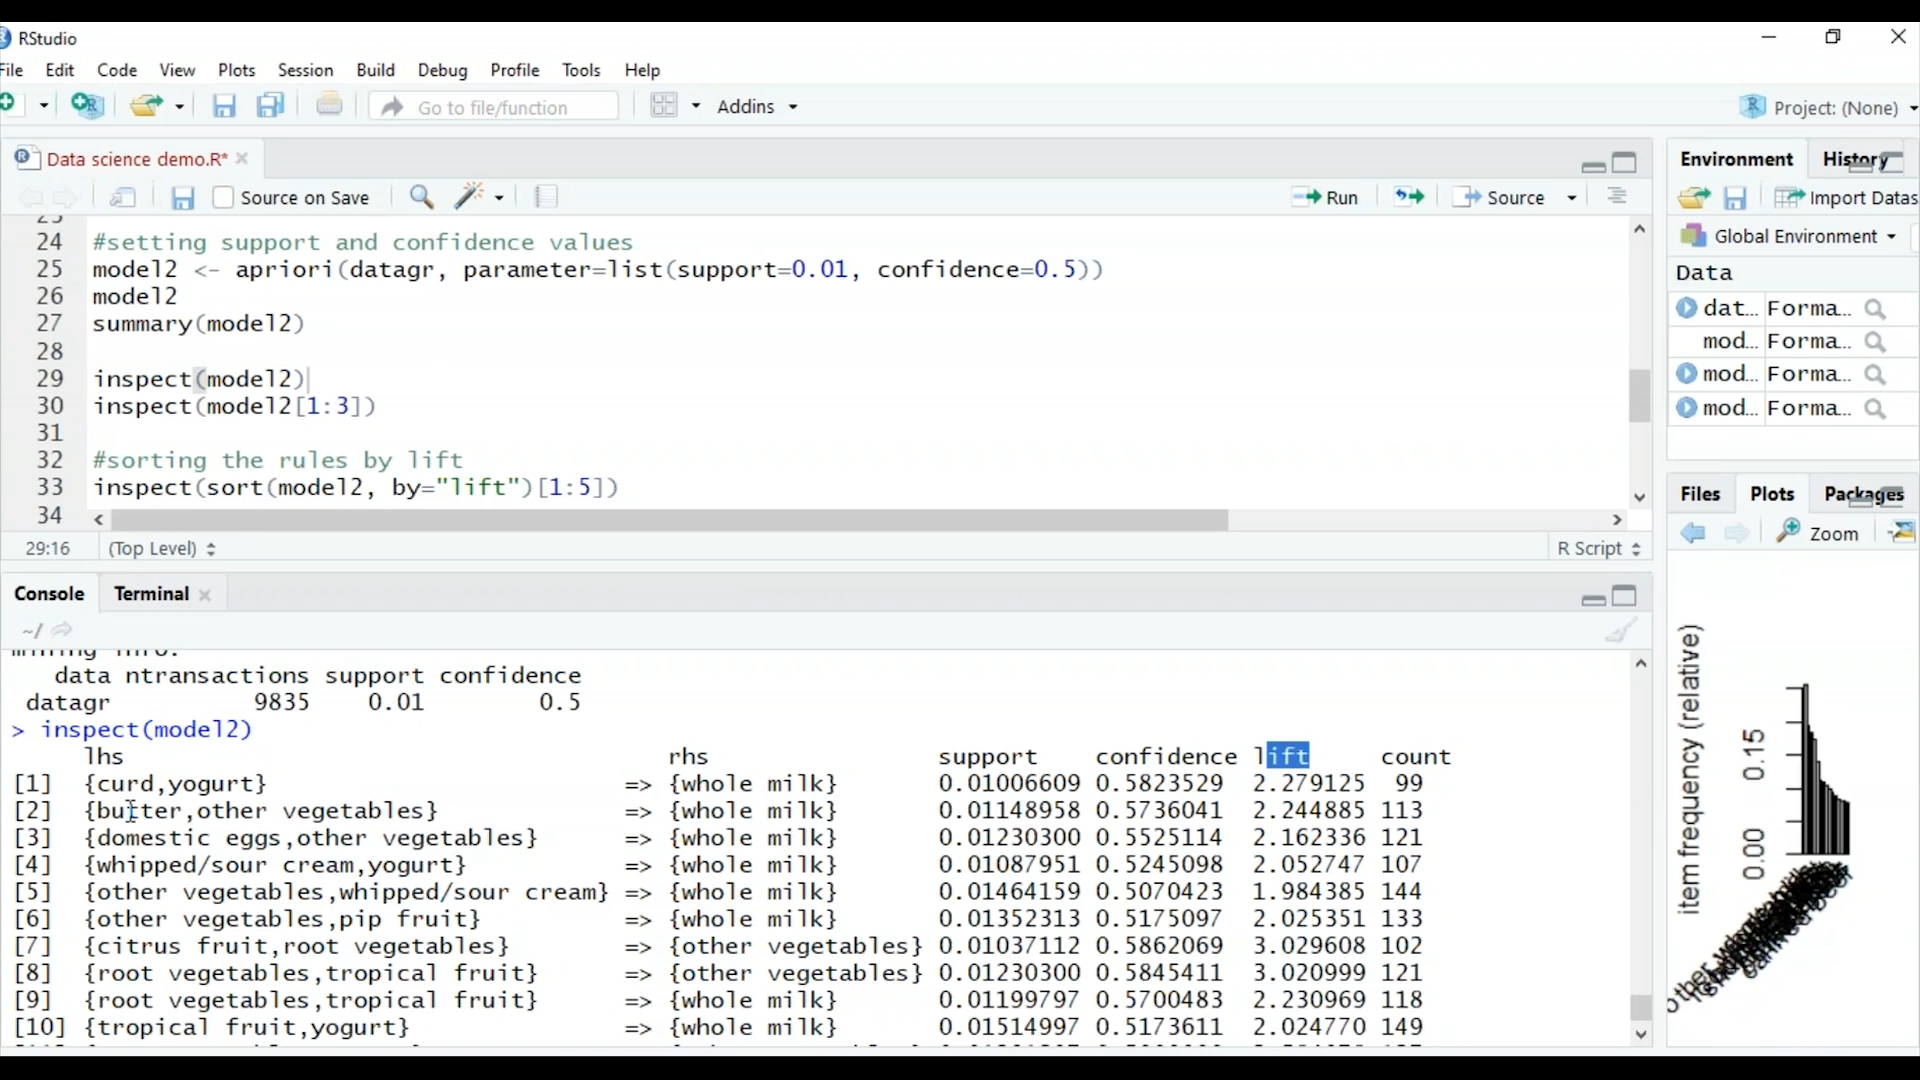 RStudio
File Edit Code View Plots Session Build Debug Profile Tools Help
Go to file/function
Addins
Project: (None)
Data science demo.R*
Source on Save
Run
Source
24 #setting support and confidence values
25 model2 <- apriori(datagr, parameter=list(support=0.01, confidence=0.5))
26 model2
27 summary(model2)
28
29 inspect(model2)
30 inspect(model2[1:3])
31
32 #sorting the rules by lift
33 inspect(sort(model2, by="lift")[1:5])
34
29:16 (Top Level) R Script
Console Terminal
~/
mining info:
data ntransactions support confidence
datagr 9835 0.01 0.5
> inspect(model2)
lhs rhs support confidence lift count
[1] {curd,yogurt} => {whole milk} 0.01006609 0.5823529 2.279125 99
[2] {butter,other vegetables} => {whole milk} 0.01148958 0.5736041 2.244885 113
[3] {domestic eggs,other vegetables} => {whole milk} 0.01230300 0.5525114 2.162336 121
[4] {whipped/sour cream,yogurt} => {whole milk} 0.01087951 0.5245098 2.052747 107
[5] {other vegetables,whipped/sour cream} => {whole milk} 0.01464159 0.5070423 1.984385 144
[6] {other vegetables,pip fruit} => {whole milk} 0.01352313 0.5175097 2.025351 133
[7] {citrus fruit,root vegetables} => {other vegetables} 0.01037112 0.5862069 3.029608 102
[8] {root vegetables,tropical fruit} => {other vegetables} 0.01230300 0.5845411 3.020999 121
[9] {root vegetables,tropical fruit} => {whole milk} 0.01199797 0.5700483 2.230969 118
[10] {tropical fruit,yogurt} => {whole milk} 0.01514997 0.5173611 2.024770 149
Environment History
Import Datas
Global Environment
Data
dat... Forma...
mod... Forma...
mod... Forma...
mod... Forma...
Files Plots Packages
Zoom
item frequency (relative)
0.15
0.00